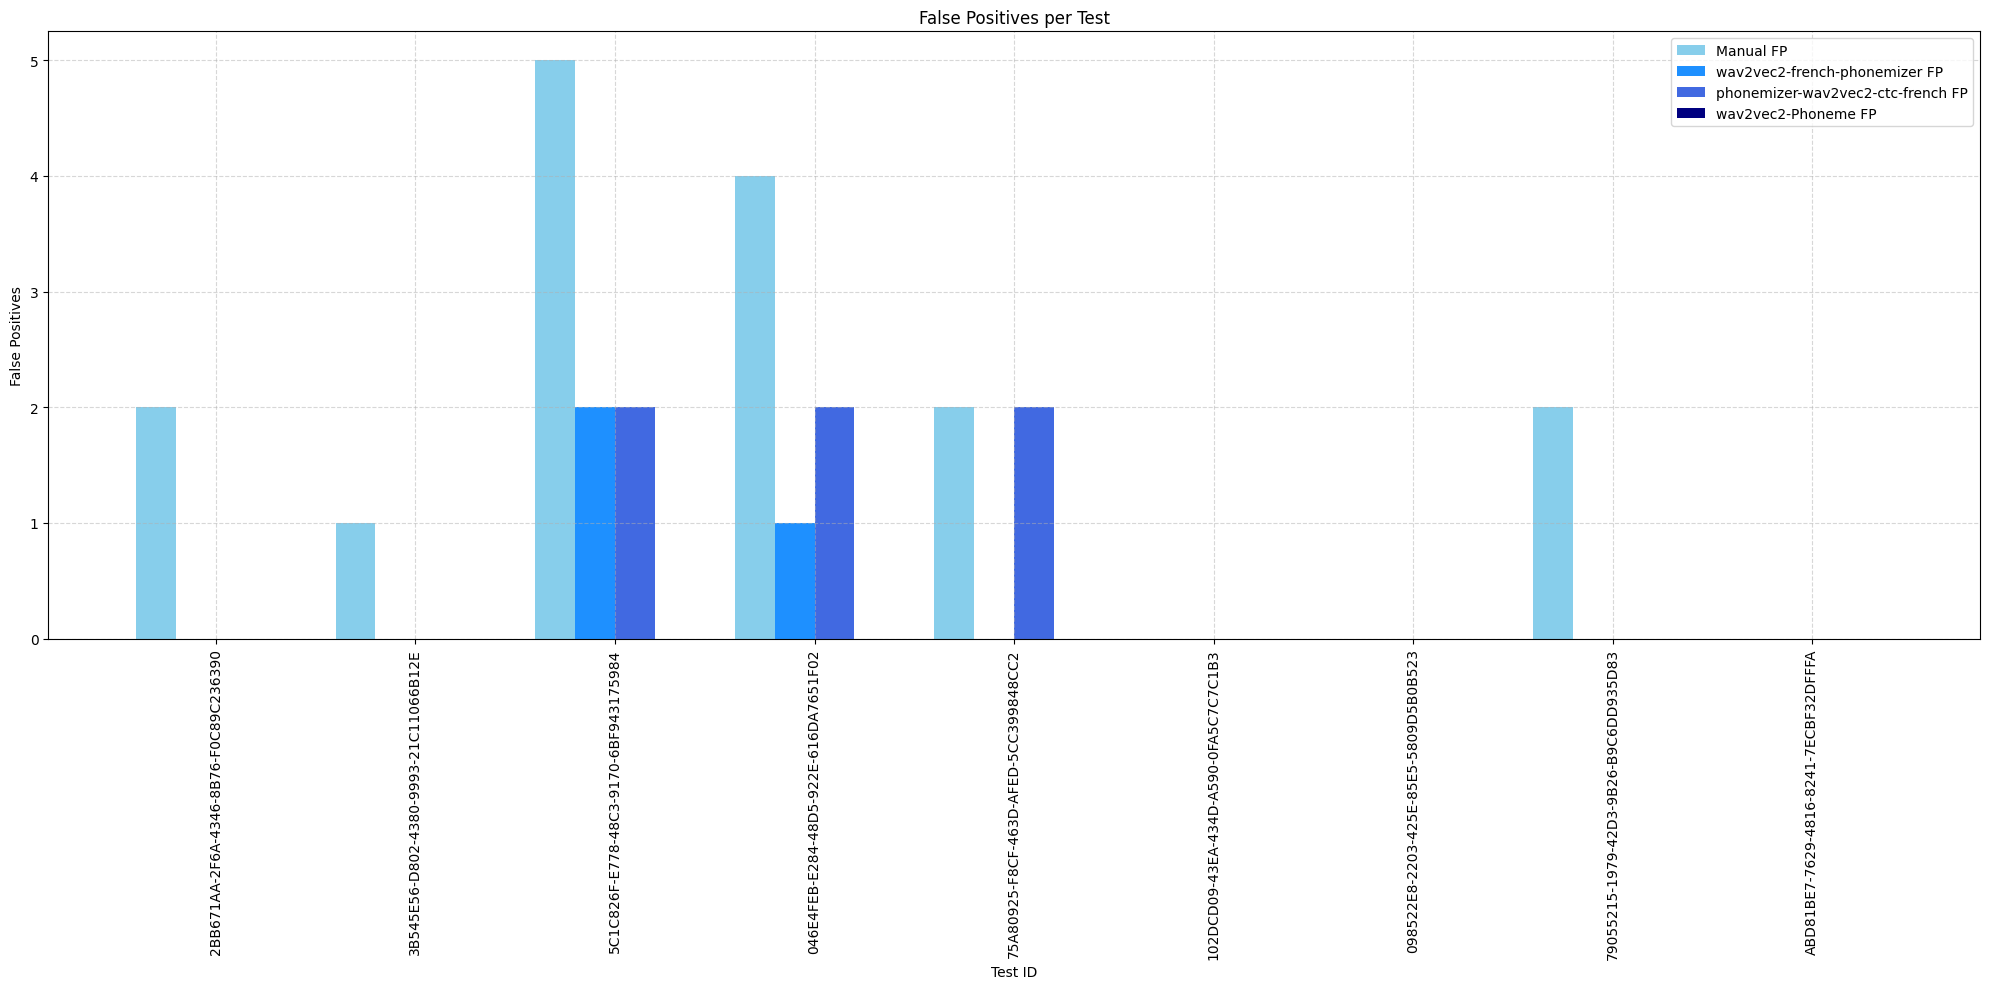 False Positives per Test
Manual FP
wav2vec2-french-phonemizer FP
phonemizer-wav2vec2-ctc-french FP
wav2vec2-Phoneme FP
False Positives
5
4
3
2
1
0
2BB671AA-2F6A-4346-8B76-F0C89C236390
3B545E56-D802-4380-9993-21C11066B12E
5C1C826F-E778-48C3-9170-6BF943175984
046E4FEB-E284-48D5-922E-616DA7651F02
75A80925-F8CF-463D-AFED-5CC399848CC2
102DCD09-43EA-434D-A590-0FA5C7C7C1B3
098522E8-2203-425E-85E5-5809D5B0B523
79055215-1979-42D3-9B26-B9C6DD935D83
ABD81BE7-7629-4816-8241-7ECBF32DFFFA
Test ID